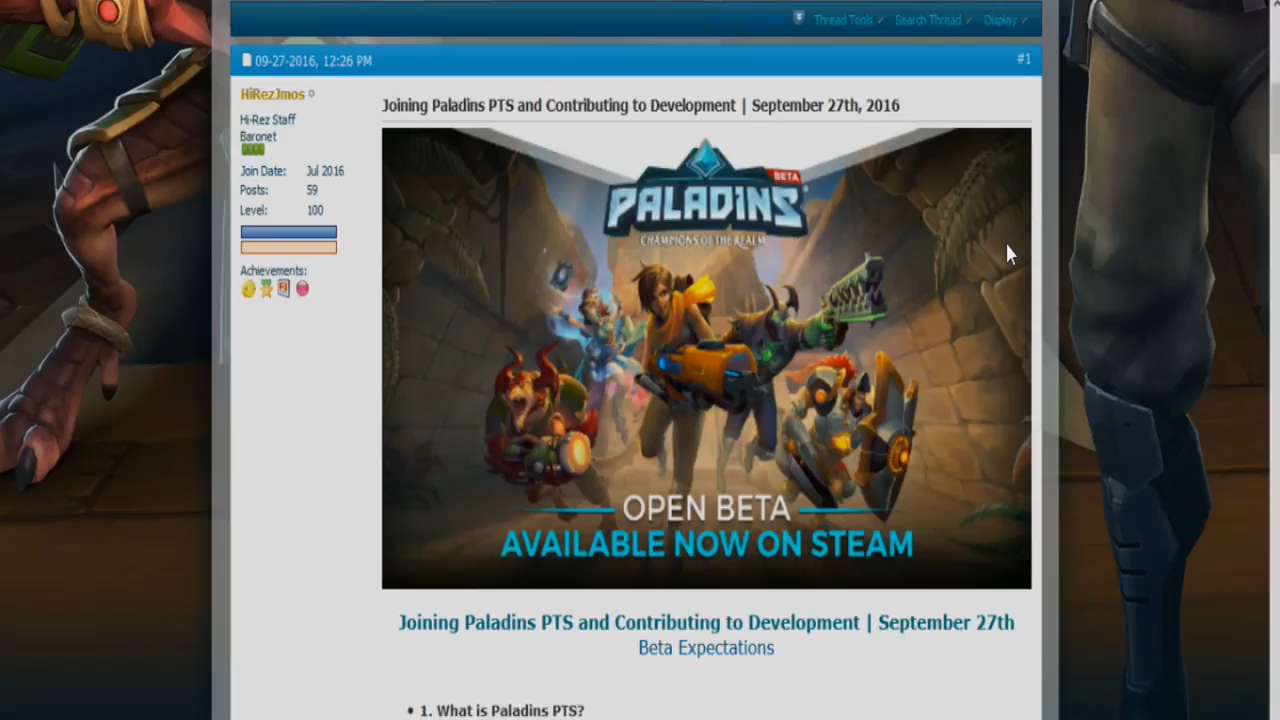 Thread Tools
Search Thread
Display
09-27-2016, 12:26 PM
#1
HiRezJmos
Hi-Rez Staff
Baronet
Join Date: Jul 2016
Posts: 59
Level: 100
Achievements:
Joining Paladins PTS and Contributing to Development | September 27th, 2016
BETA
PALADINS
CHAMPIONS OF THE REALM
OPEN BETA
AVAILABLE NOW ON STEAM
Joining Paladins PTS and Contributing to Development | September 27th
Beta Expectations
• 1. What is Paladins PTS?